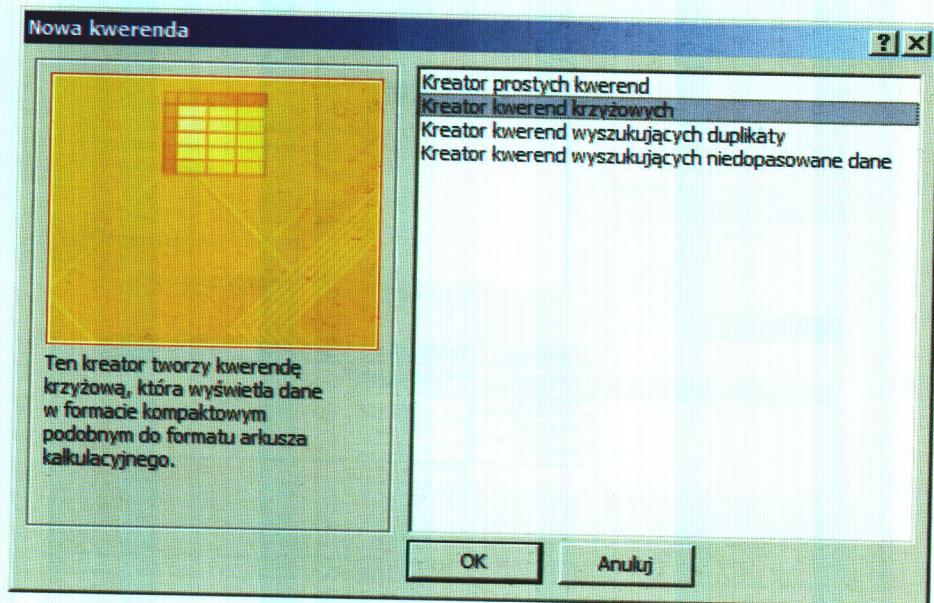 Nowa kwerenda
Kreator prostych kwerend
Kreator kwerend krzyżowych
Kreator kwerend wyszukujących duplikaty
Kreator kwerend wyszukujących niedopasowane dane
Ten kreator tworzy kwerendę
krzyżową, która wyświetla dane
w formacie kompaktowym
podobnym do formatu arkusza
kalkulacyjnego.
OK
Anuluj